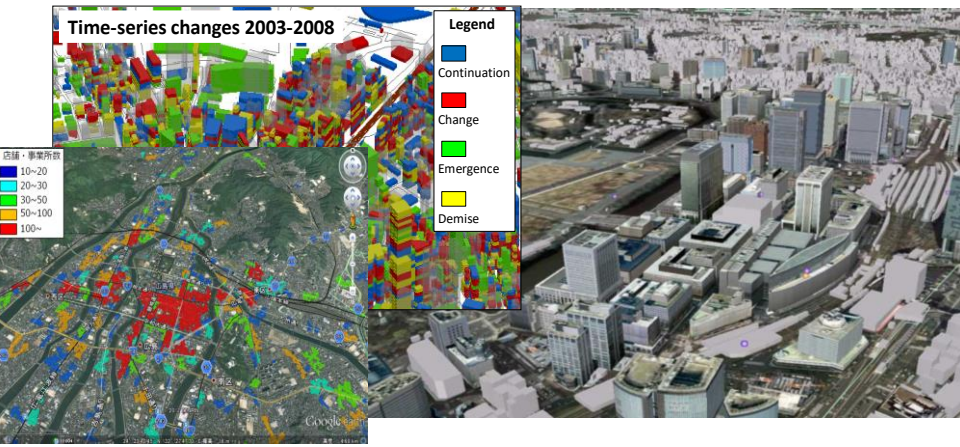 Time-series changes 2003-2008
Legend
Continuation
Change
Emergence
Demise
店舗・事業所数
10~20
20~30
30~50
50~100
100~
Google earth